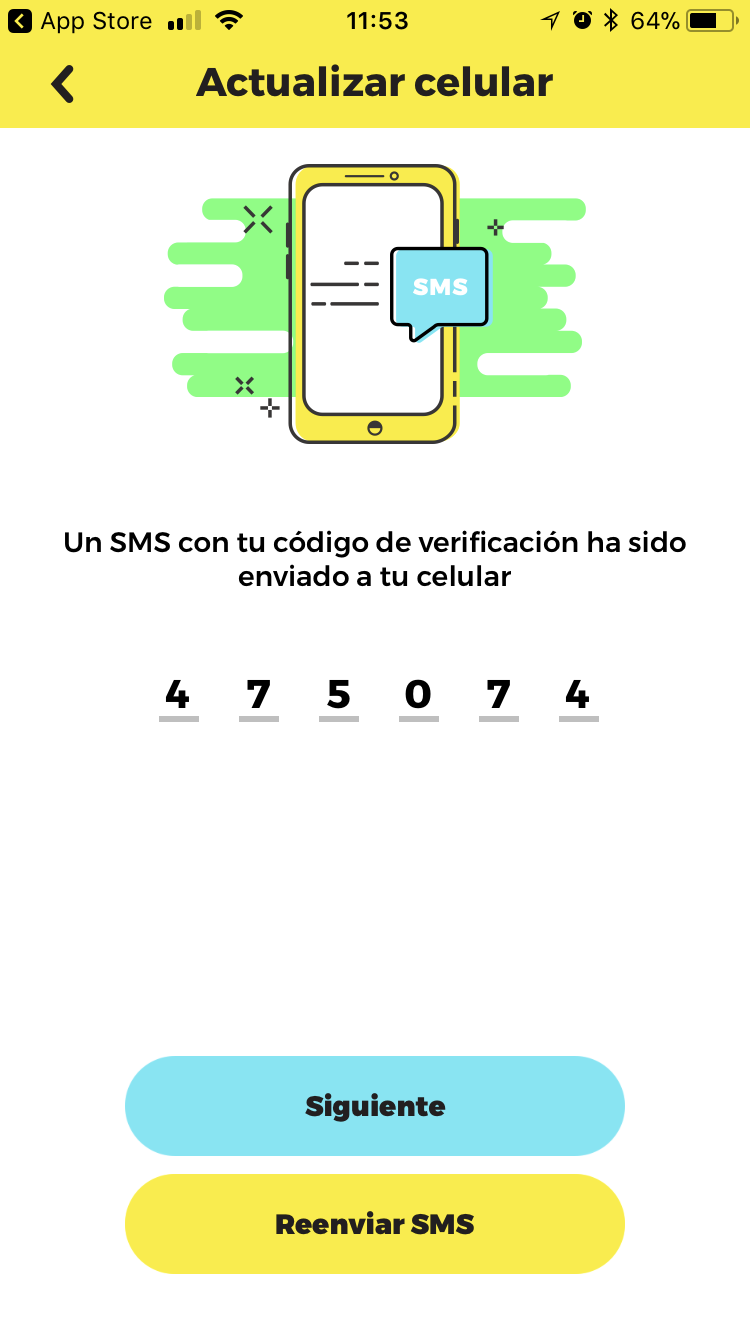 App Store 11:53 64%
Actualizar celular
SMS
Un SMS con tu código de verificación ha sido
enviado a tu celular
4 7 5 0 7 4
Siguiente
Reenviar SMS